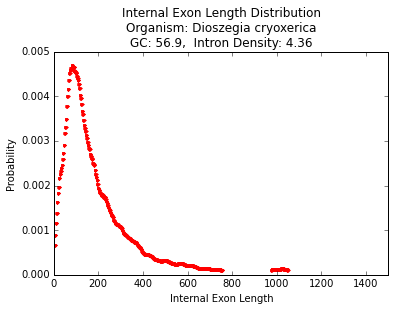 Internal Exon Length Distribution
Organism: Dioszegia cryoxerica
GC: 56.9,  Intron Density: 4.36
0.005
0.004
0.003
0.002
0.001
0.000
Probability
0 200 400 600 800 1000 1200 1400
Internal Exon Length